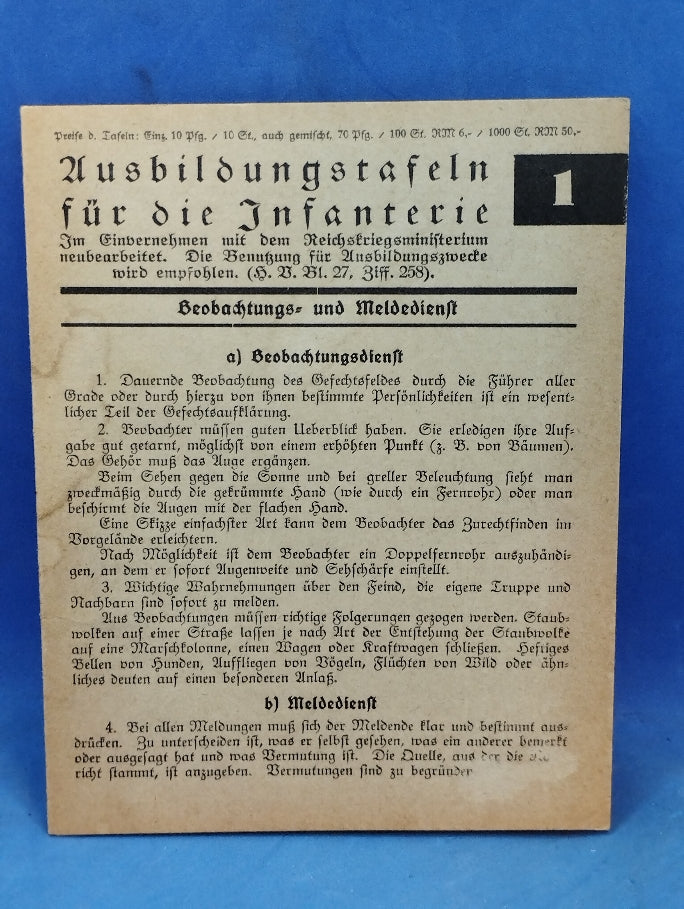 Preise d. Tafeln: Einz. 10 Pfg. / 10 St., auch gemischt, 70 Pfg. / 100 St. RM 6,- / 1000 St. RM 50,-
Ausbildungstafeln
für die Infanterie
1
Im Einvernehmen mit dem Reichskriegsministerium
neubearbeitet. Die Benutzung für Ausbildungszwecke
wird empfohlen. (H. V. Bl. 27, Ziff. 258).
Beobachtungs- und Meldedienst
a) Beobachtungsdienst
1. Dauernde Beobachtung des Gefechtsfeldes durch die Führer aller
Grade oder durch hierzu von ihnen bestimmte Persönlichkeiten ist ein wesent-
licher Teil der Gefechtsaufklärung.
2. Beobachter müssen guten Ueberblick haben. Sie erledigen ihre Auf-
gabe gut getarnt, möglichst von einem erhöhten Punkt (z. B. von Bäumen).
Das Gehör muß das Auge ergänzen.
Beim Sehen gegen die Sonne und bei greller Beleuchtung sieht man
zweckmäßig durch die gekrümmte Hand (wie durch ein Fernrohr) oder man
beschirmt die Augen mit der flachen Hand.
Eine Skizze einfachster Art kann dem Beobachter das Zurechtfinden im
Vorgelände erleichtern.
Nach Möglichkeit ist dem Beobachter ein Doppelfernrohr auszuhändi-
gen, an dem er sofort Augenweite und Sehschärfe einstellt.
3. Wichtige Wahrnehmungen über den Feind, die eigene Truppe und
Nachbarn sind sofort zu melden.
Aus Beobachtungen müssen richtige Folgerungen gezogen werden. Staub-
wolken auf einer Straße lassen je nach Art der Entstehung der Staubwolke
auf eine Marschkolonne, einen Wagen oder Kraftwagen schließen. Heftiges
Bellen von Hunden, Auffliegen von Vögeln, Flüchten von Wild oder ähn-
liches deuten auf einen besonderen Anlaß.
b) Meldedienst
4. Bei allen Meldungen muß sich der Meldende klar und bestimmt aus-
drücken. Zu unterscheiden ist, was er selbst gesehen, was ein anderer bemerkt
oder ausgesagt hat und was Vermutung ist. Die Quelle, aus der die
richt stammt, ist anzugeben. Vermutungen sind zu begründen